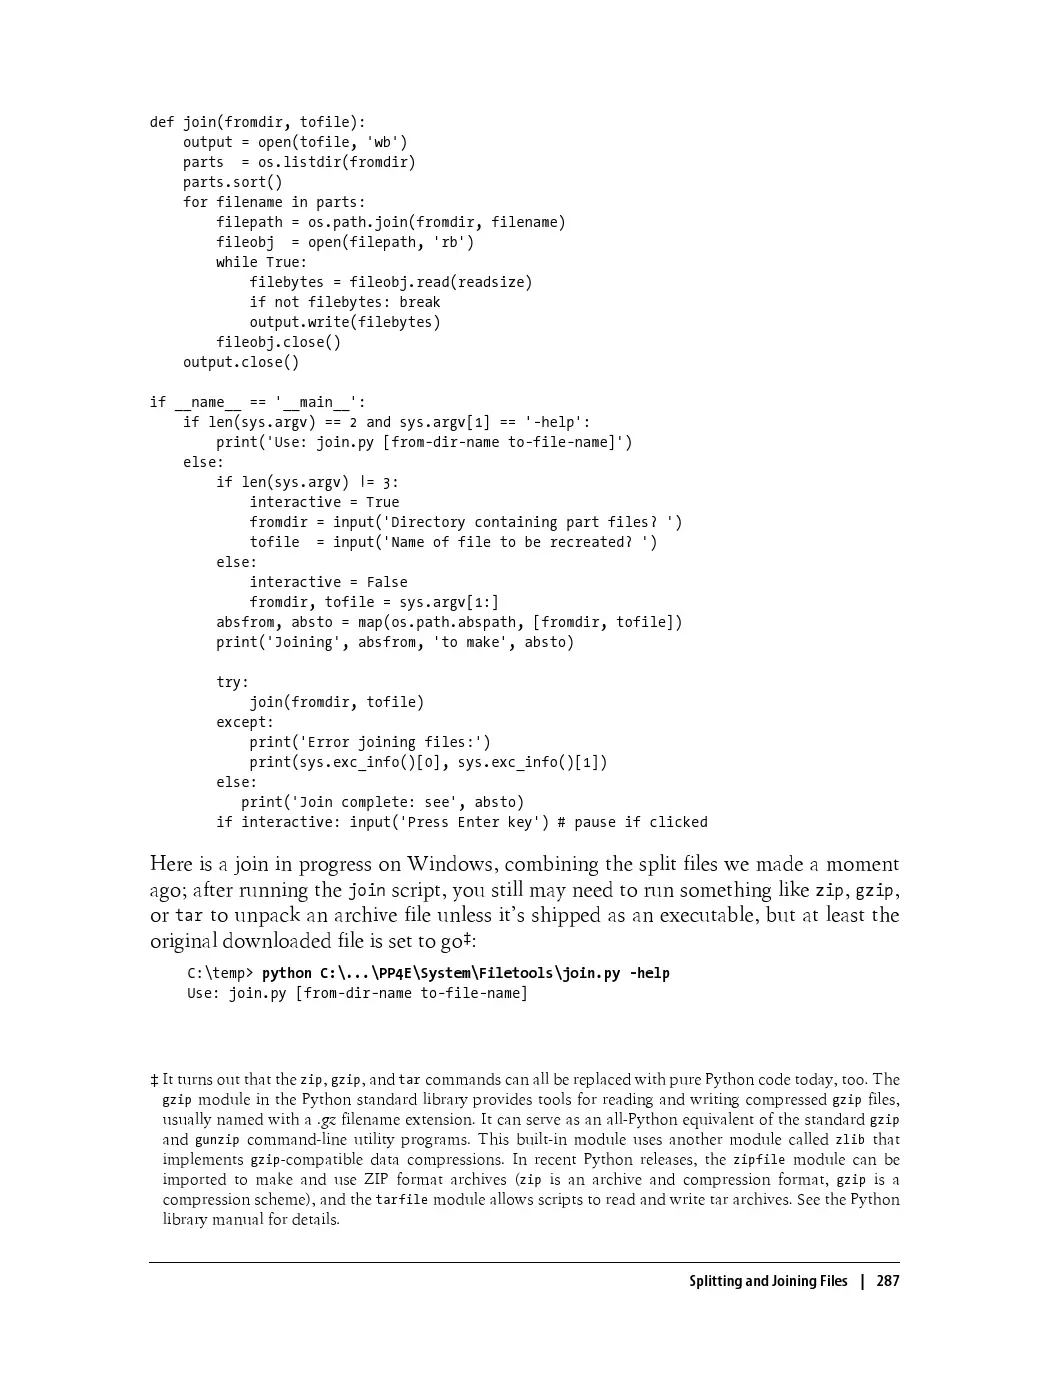 def join(fromdir, tofile):
    output = open(tofile, 'wb')
    parts  = os.listdir(fromdir)
    parts.sort()
    for filename in parts:
        filepath = os.path.join(fromdir, filename)
        fileobj  = open(filepath, 'rb')
        while True:
            filebytes = fileobj.read(readsize)
            if not filebytes: break
            output.write(filebytes)
        fileobj.close()
    output.close()

if __name__ == '__main__':
    if len(sys.argv) == 2 and sys.argv[1] == '-help':
        print('Use: join.py [from-dir-name to-file-name]')
    else:
        if len(sys.argv) != 3:
            interactive = True
            fromdir = input('Directory containing part files? ')
            tofile  = input('Name of file to be recreated? ')
        else:
            interactive = False
            fromdir, tofile = sys.argv[1:]
        absfrom, absto = map(os.path.abspath, [fromdir, tofile])
        print('Joining', absfrom, 'to make', absto)

        try:
            join(fromdir, tofile)
        except:
            print('Error joining files:')
            print(sys.exc_info()[0], sys.exc_info()[1])
        else:
           print('Join complete: see', absto)
        if interactive: input('Press Enter key') # pause if clicked
Here is a join in progress on Windows, combining the split files we made a moment
ago; after running the join script, you still may need to run something like zip, gzip,
or tar to unpack an archive file unless it's shipped as an executable, but at least the
original downloaded file is set to go‡:
C:\temp> python C:\...\PP4E\System\Filetools\join.py -help
Use: join.py [from-dir-name to-file-name]
‡ It turns out that the zip, gzip, and tar commands can all be replaced with pure Python code today, too. The
gzip module in the Python standard library provides tools for reading and writing compressed gzip files,
usually named with a .gz filename extension. It can serve as an all-Python equivalent of the standard gzip
and gunzip command-line utility programs. This built-in module uses another module called zlib that
implements gzip-compatible data compressions. In recent Python releases, the zipfile module can be
imported to make and use ZIP format archives (zip is an archive and compression format, gzip is a
compression scheme), and the tarfile module allows scripts to read and write tar archives. See the Python
library manual for details.
Splitting and Joining Files | 287